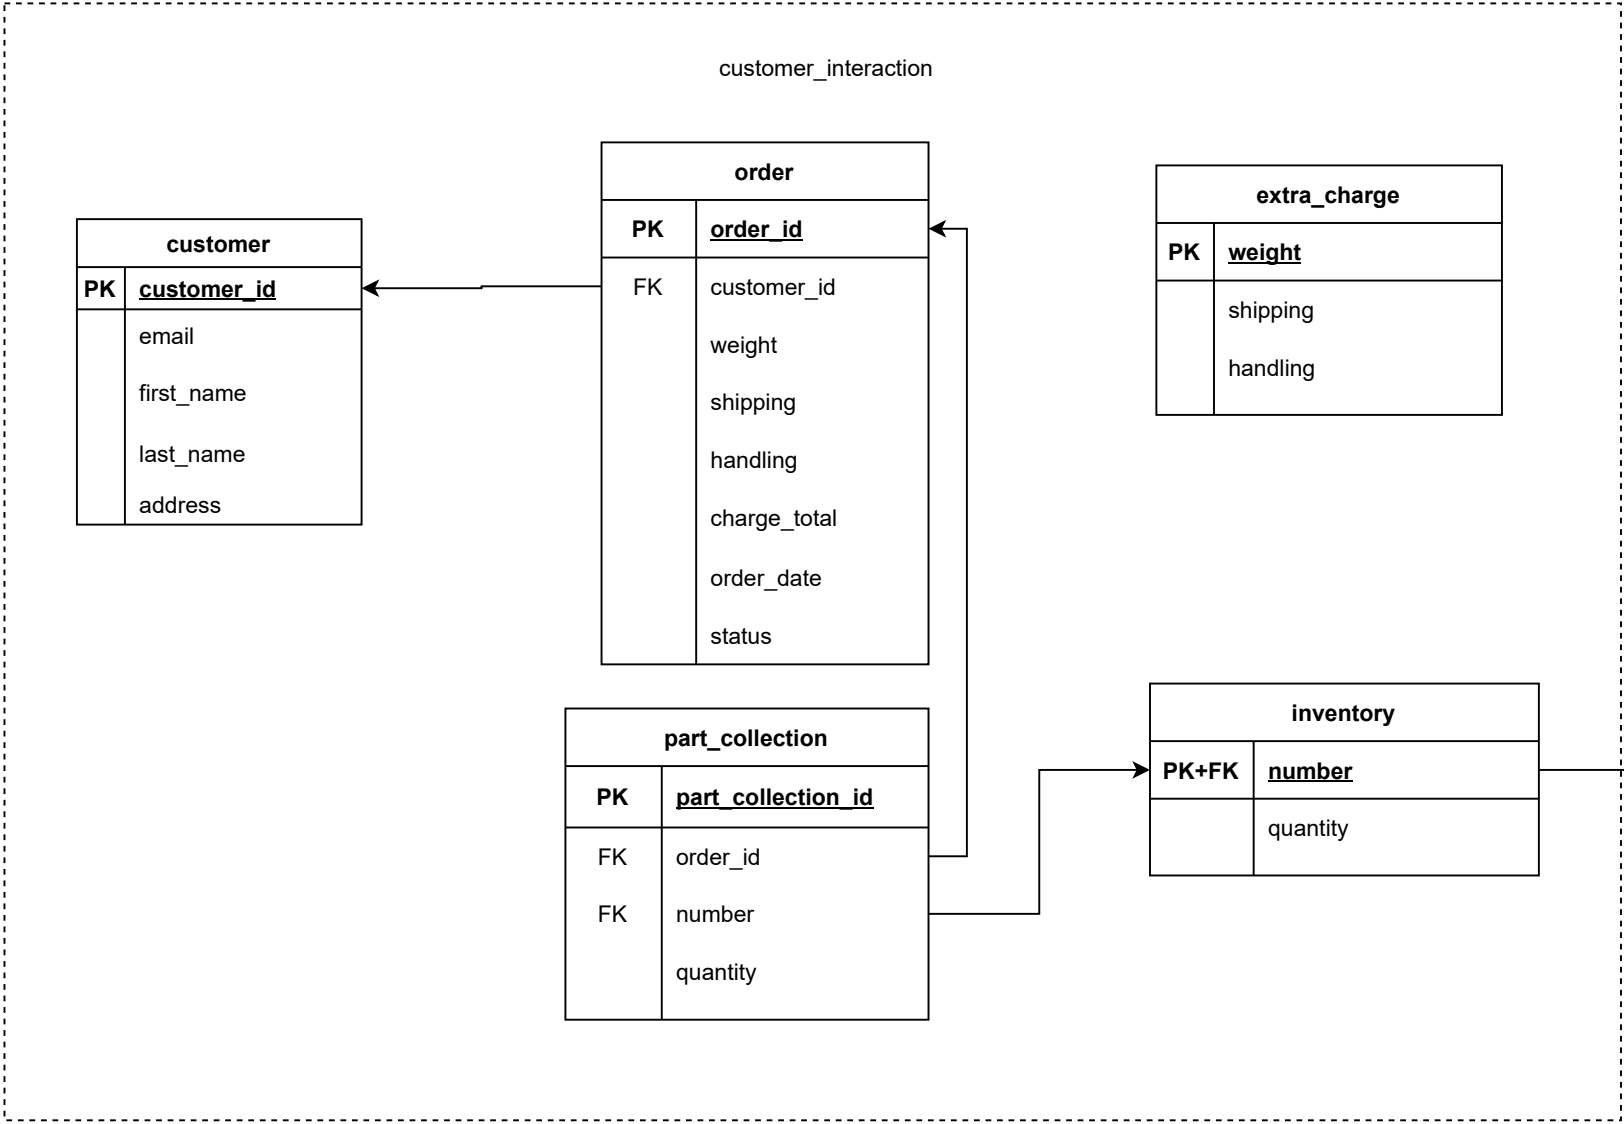 customer_interaction
customer
PK customer_id
email
first_name
last_name
address
order
PK order_id
FK customer_id
weight
shipping
handling
charge_total
order_date
status
extra_charge
PK weight
shipping
handling
part_collection
PK part_collection_id
FK order_id
FK number
quantity
inventory
PK+FK number
quantity